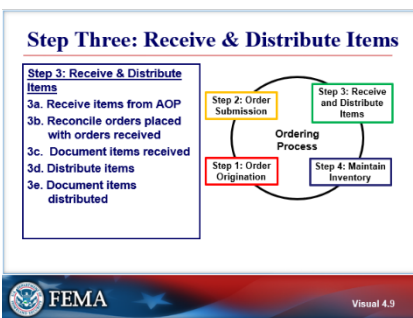 Step Three: Receive & Distribute Items
Step 3: Receive & Distribute
Items
3a. Receive items from AOP
3b. Reconcile orders placed
with orders received
3c. Document items received
3d. Distribute items
3e. Document items
distributed
Step 2: Order
Submission
Step 3: Receive
and Distribute
Items
Ordering
Process
Step 1: Order
Origination
Step 4: Maintain
Inventory
FEMA
Visual 4.9